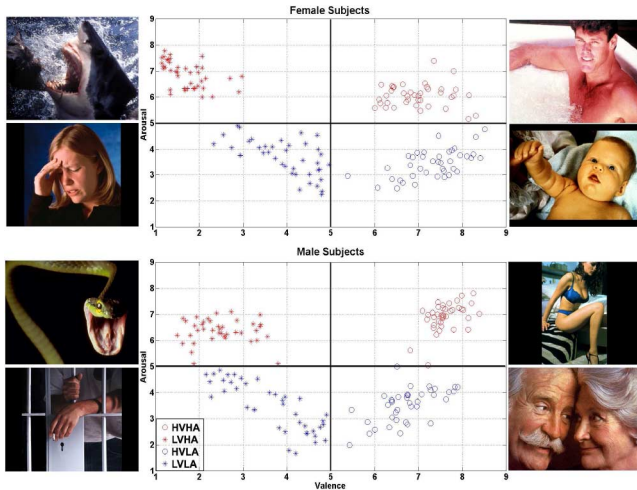 Female Subjects
9
8
7
6
5
4
3
2
1
Arousal
1 2 3 4 5 6 7 8 9
Male Subjects
9
8
7
6
5
4
3
2
1
Arousal
HVHA
LVHA
HVLA
LVLA
1 2 3 4 5 6 7 8 9
Valence